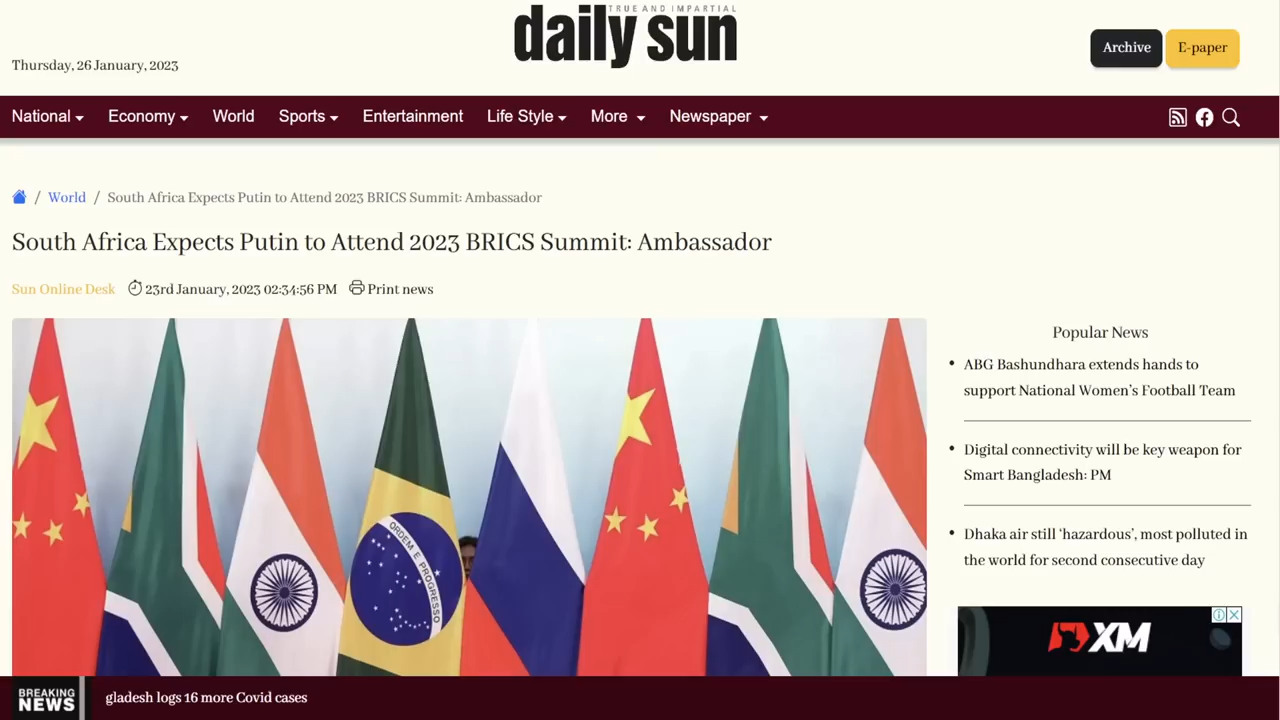 TRUE AND IMPARTIAL
daily sun
Thursday, 26 January, 2023
Archive
E-paper
National
Economy
World
Sports
Entertainment
Life Style
More
Newspaper
/ World / South Africa Expects Putin to Attend 2023 BRICS Summit: Ambassador
South Africa Expects Putin to Attend 2023 BRICS Summit: Ambassador
Sun Online Desk 23rd January, 2023 02:34:56 PM Print news
ORDEM E PROGRESSO
Popular News
• ABG Bashundhara extends hands to
support National Women's Football Team
• Digital connectivity will be key weapon for
Smart Bangladesh: PM
• Dhaka air still ‘hazardous’, most polluted in
the world for second consecutive day
XM
BREAKING
NEWS
gladesh logs 16 more Covid cases